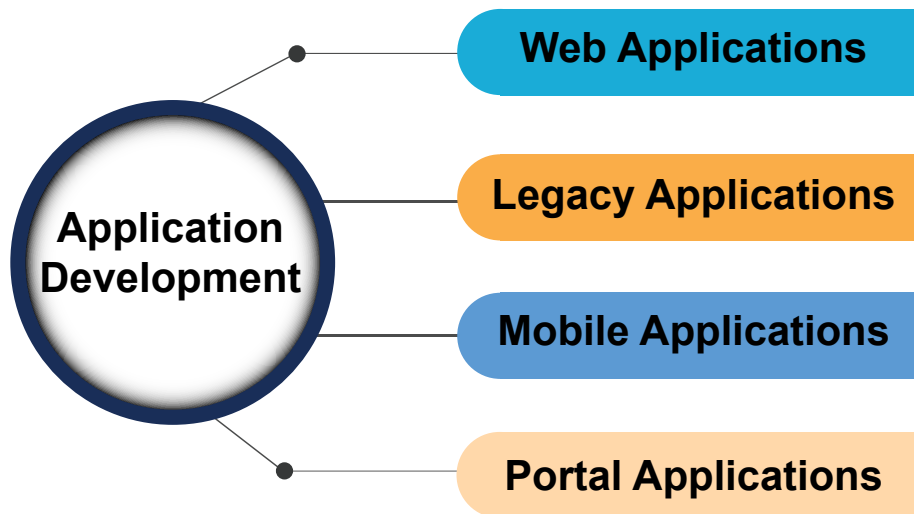 Web Applications
Legacy Applications
Application
Development
Mobile Applications
Portal Applications